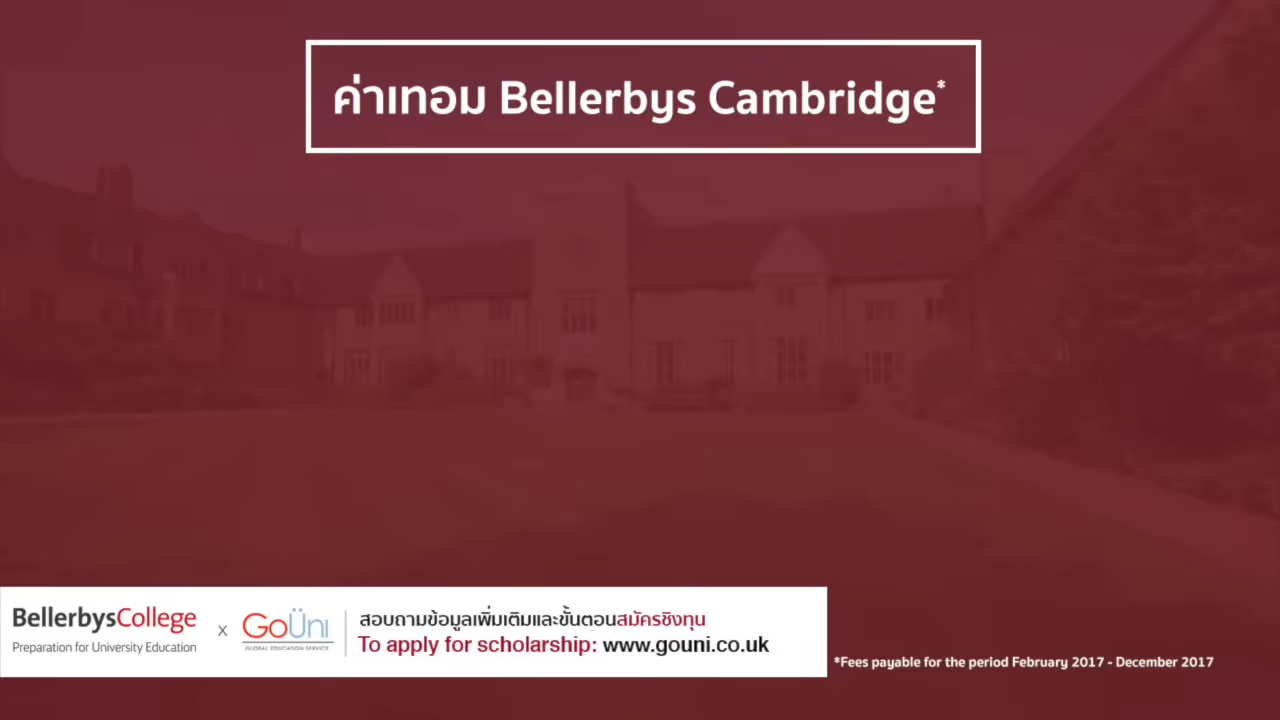 ค่าเทอม Bellerbys Cambridge*
BellerbysCollege
Preparation for University Education
x
GoÜni
GLOBAL EDUCATION SERVICE
สอบถามข้อมูลเพิ่มเติมและขั้นตอนสมัครชิงทุน
To apply for scholarship: www.gouni.co.uk
*Fees payable for the period February 2017 - December 2017